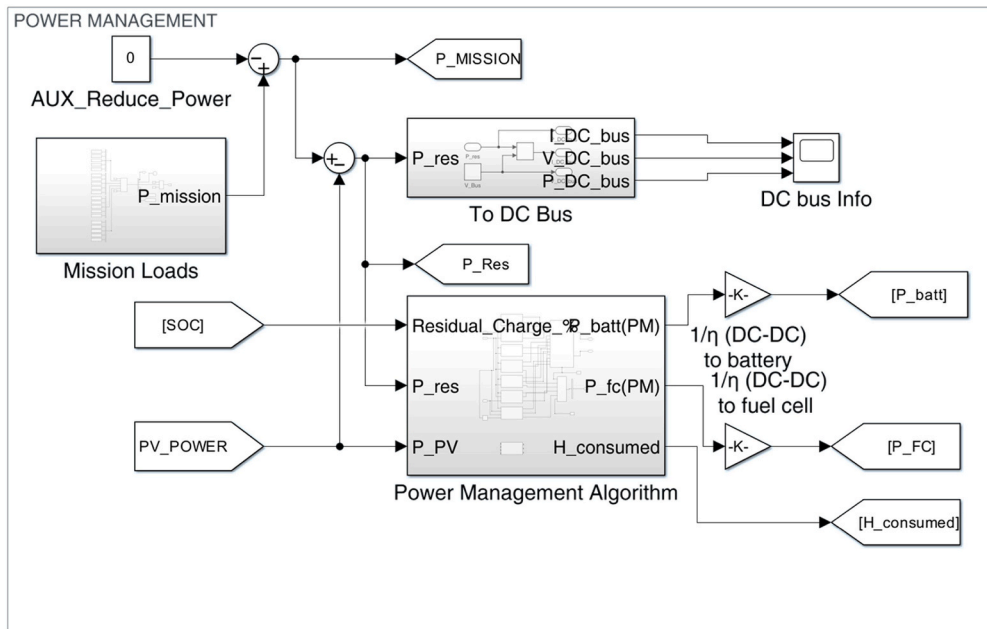 POWER MANAGEMENT
0
AUX_Reduce_Power
P_MISSION
P_mission
Mission Loads
P_res
P_res
V_Bus
I_DC_bus
V_DC_bus
P_DC_bus
To DC Bus
DC bus Info
P_Res
[SOC]
PV_POWER
Residual_Charge_%
P_res
P_PV
P_batt(PM)
P_fc(PM)
H_consumed
Power Management Algorithm
-K-
1/η (DC-DC)
to battery
1/η (DC-DC)
to fuel cell
-K-
[P_batt]
[P_FC]
[H_consumed]